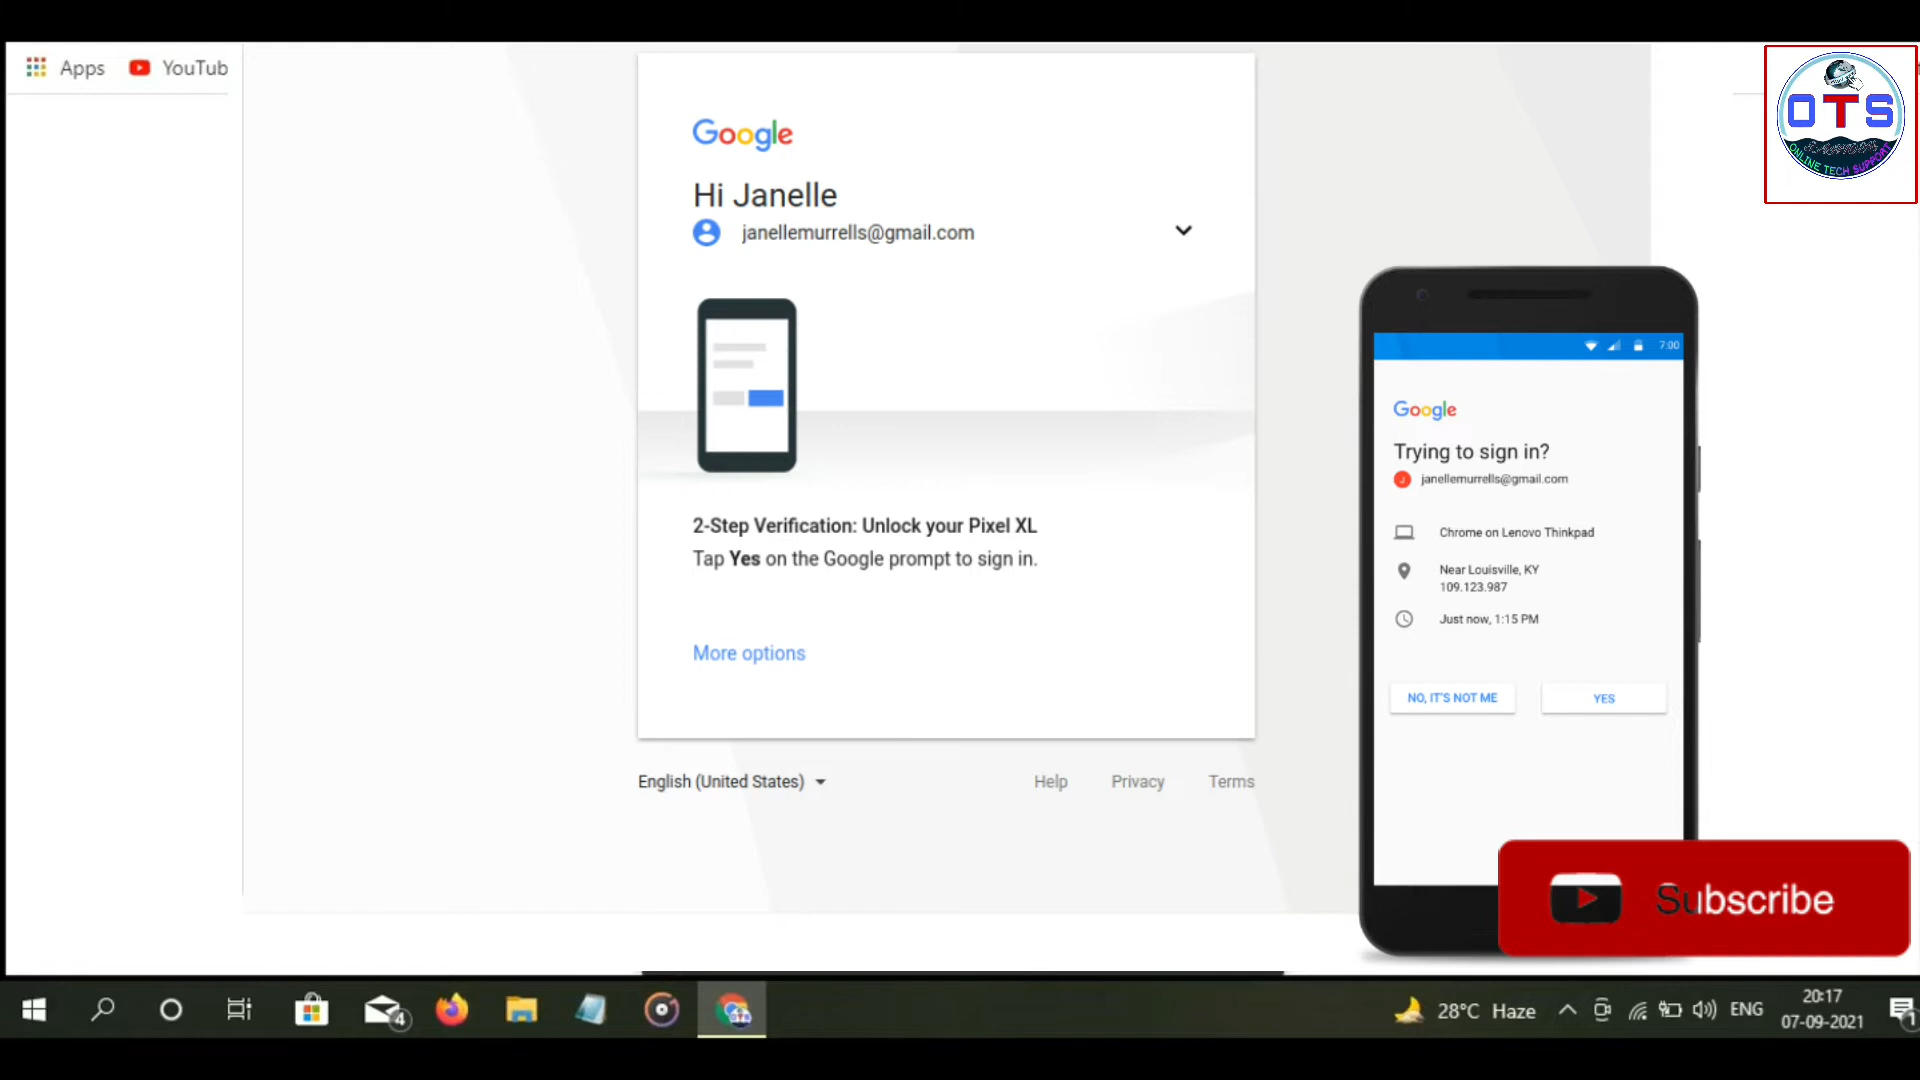 Apps YouTub
Google
Hi Janelle
janellemurrells@gmail.com
2-Step Verification: Unlock your Pixel XL
Tap Yes on the Google prompt to sign in.
More options
English (United States)
Help Privacy Terms
OTS
ONLINE TECH SUPPORT
7:00
Google
Trying to sign in?
J janellemurrells@gmail.com
Chrome on Lenovo Thinkpad
Near Louisville, KY
109.123.987
Just now, 1:15 PM
NO, IT'S NOT ME YES
Subscribe
4
OTS
28°C Haze
ENG
20:17
07-09-2021
1